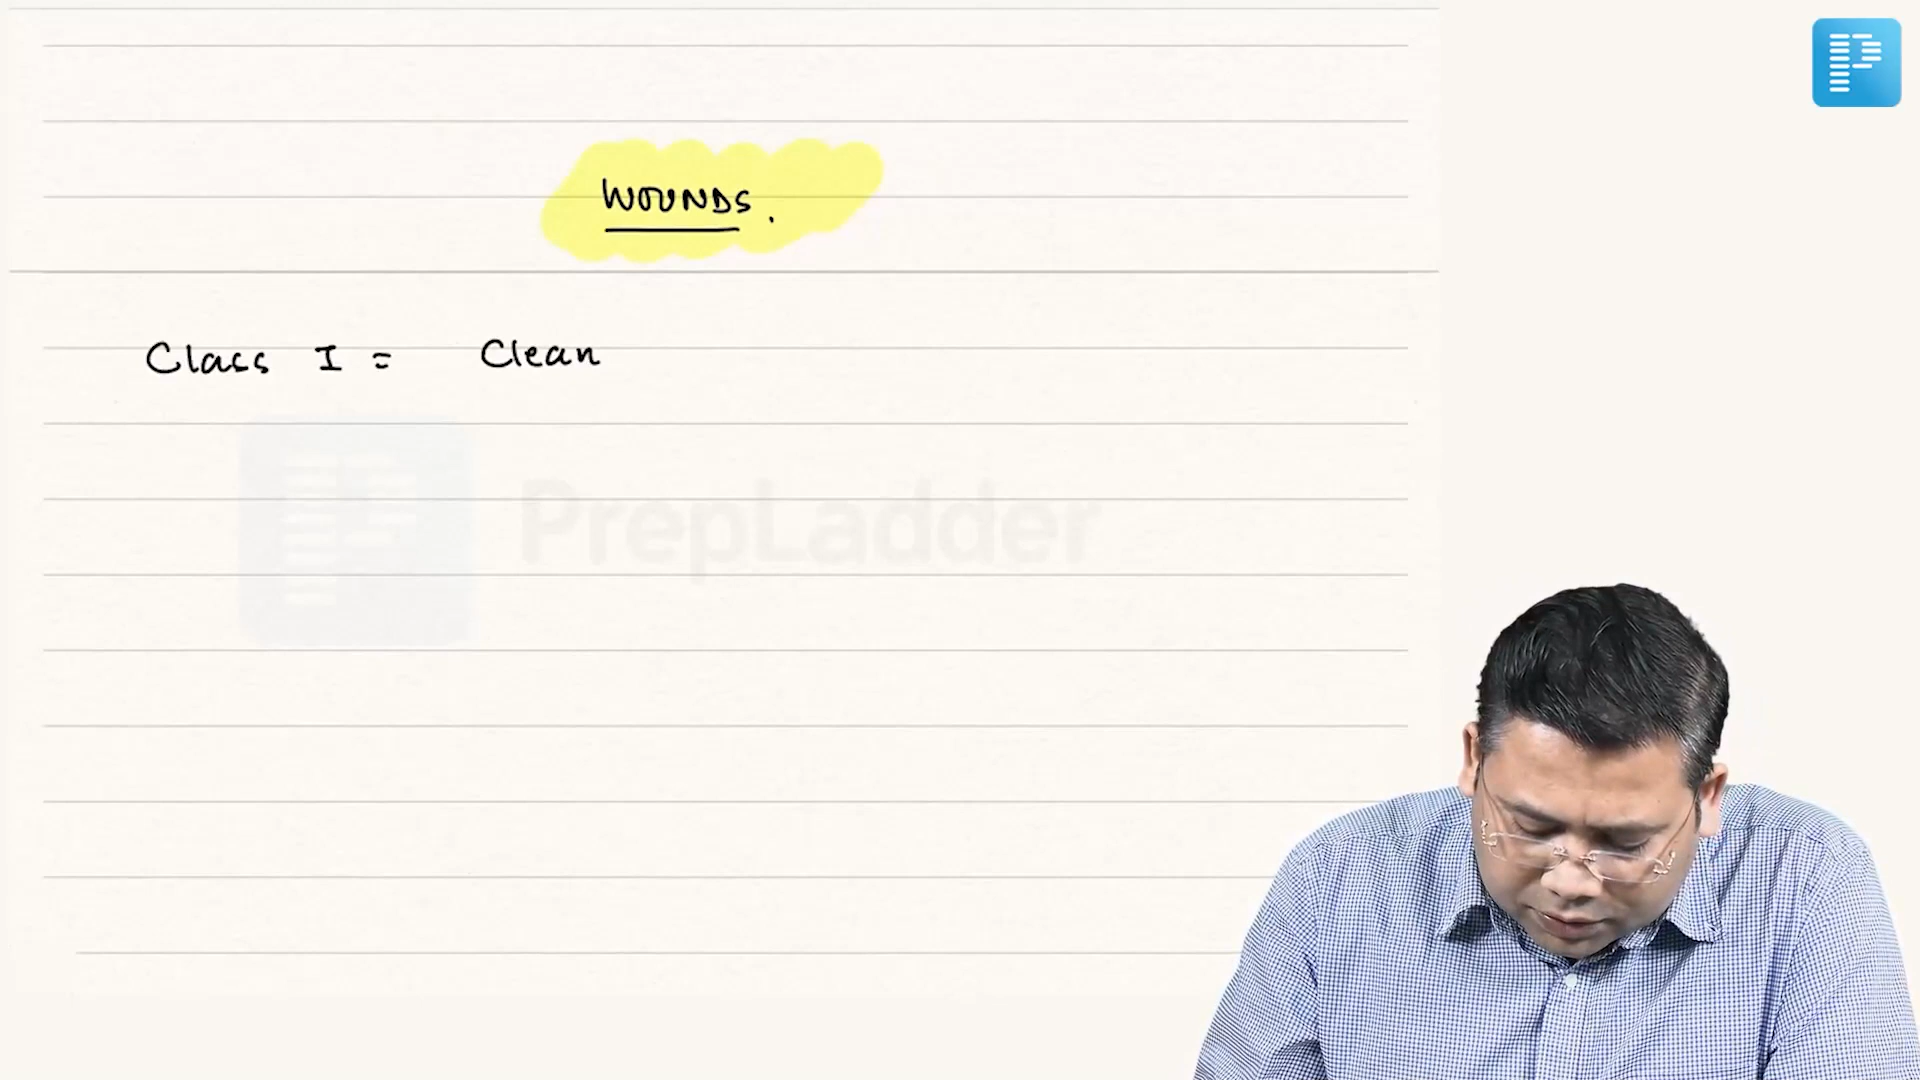 WOUNDS.
Class I = Clean
PrepLadder